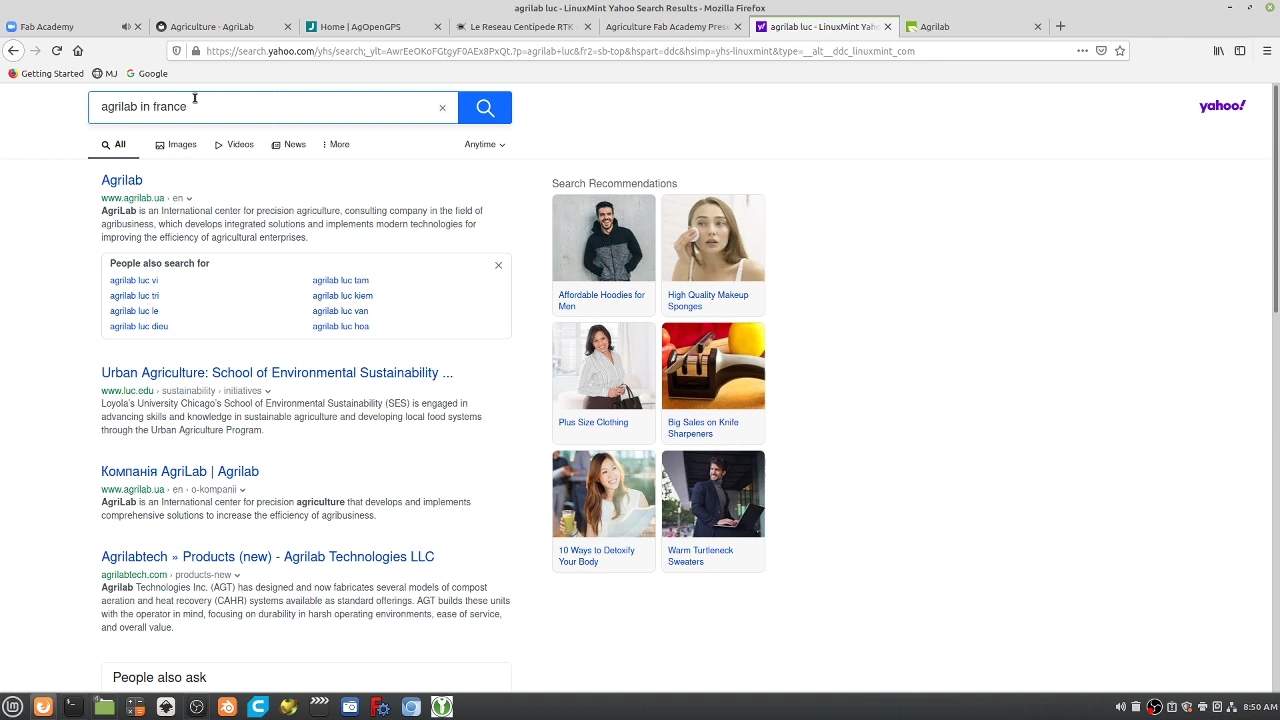 agrilab luc - LinuxMint Yahoo Search Results - Mozilla Firefox
Fab Academy
Agriculture - AgriLab
Home | AgOpenGPS
Le Reseau Centipede RTK
Agriculture Fab Academy Prese
agrilab luc - LinuxMint Yahoo
Agrilab
https://search.yahoo.com/yhs/search;_ylt=AwrEeOKoFGtgyF0AEx8PxQt.?p=agrilab+luc&fr2=sb-top&hspart=ddc&hsimp=yhs-linuxmint&type=__alt__ddc_linuxmint_com
Getting Started
MJ
Google
agrilab in france
yahoo!
All
Images
Videos
News
More
Anytime
Agrilab
www.agrilab.ua › en
AgriLab is an International center for precision agriculture, consulting company in the field of
agribusiness, which develops integrated solutions and implements modern technologies for
improving the efficiency of agricultural enterprises.
People also search for
agrilab luc vi
agrilab luc tam
agrilab luc tri
agrilab luc kiem
agrilab luc le
agrilab luc van
agrilab luc dieu
agrilab luc hoa
Urban Agriculture: School of Environmental Sustainability ...
www.luc.edu › sustainability › initiatives
Loyola's University Chicago's School of Environmental Sustainability (SES) is engaged in
advancing skills and knowledge in sustainable agriculture and developing local food systems
through the Urban Agriculture Program.
Компанія AgriLab | Agrilab
www.agrilab.ua › en › o-kompanii
AgriLab is an International center for precision agriculture that develops and implements
comprehensive solutions to increase the efficiency of agribusiness.
Agrilabtech » Products (new) - Agrilab Technologies LLC
agrilabtech.com › products-new
Agrilab Technologies Inc. (AGT) has designed and now fabricates several models of compost
aeration and heat recovery (CAHR) systems available as standard offerings. AGT builds these units
with the operator in mind, focusing on durability in harsh operating environments, ease of service,
and overall value.
People also ask
Search Recommendations
Affordable Hoodies for
Men
High Quality Makeup
Sponges
Plus Size Clothing
Big Sales on Knife
Sharpeners
10 Ways to Detoxify
Your Body
Warm Turtleneck
Sweaters
8:50 AM